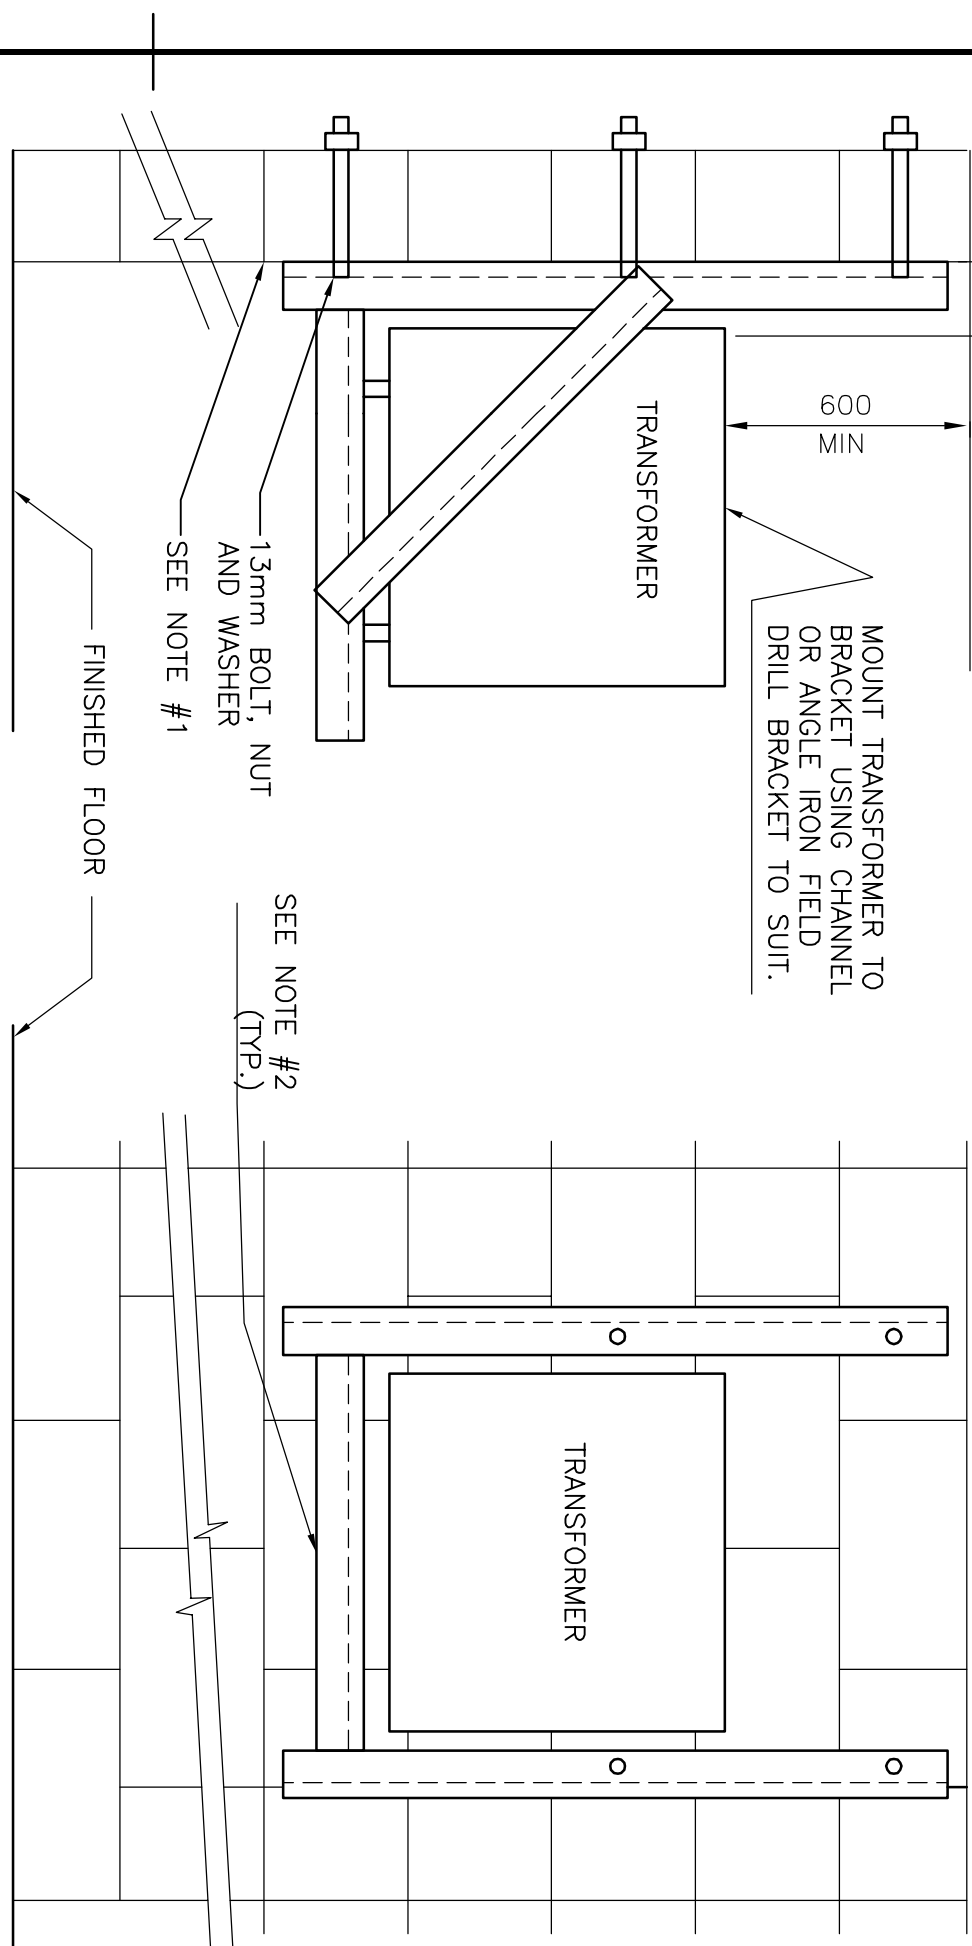 600
MIN
TRANSFORMER
MOUNT TRANSFORMER TO
BRACKET USING CHANNEL
OR ANGLE IRON FIELD
DRILL BRACKET TO SUIT.
13mm BOLT, NUT
AND WASHER
SEE NOTE #1
FINISHED FLOOR
SEE NOTE #2
(TYP.)
TRANSFORMER